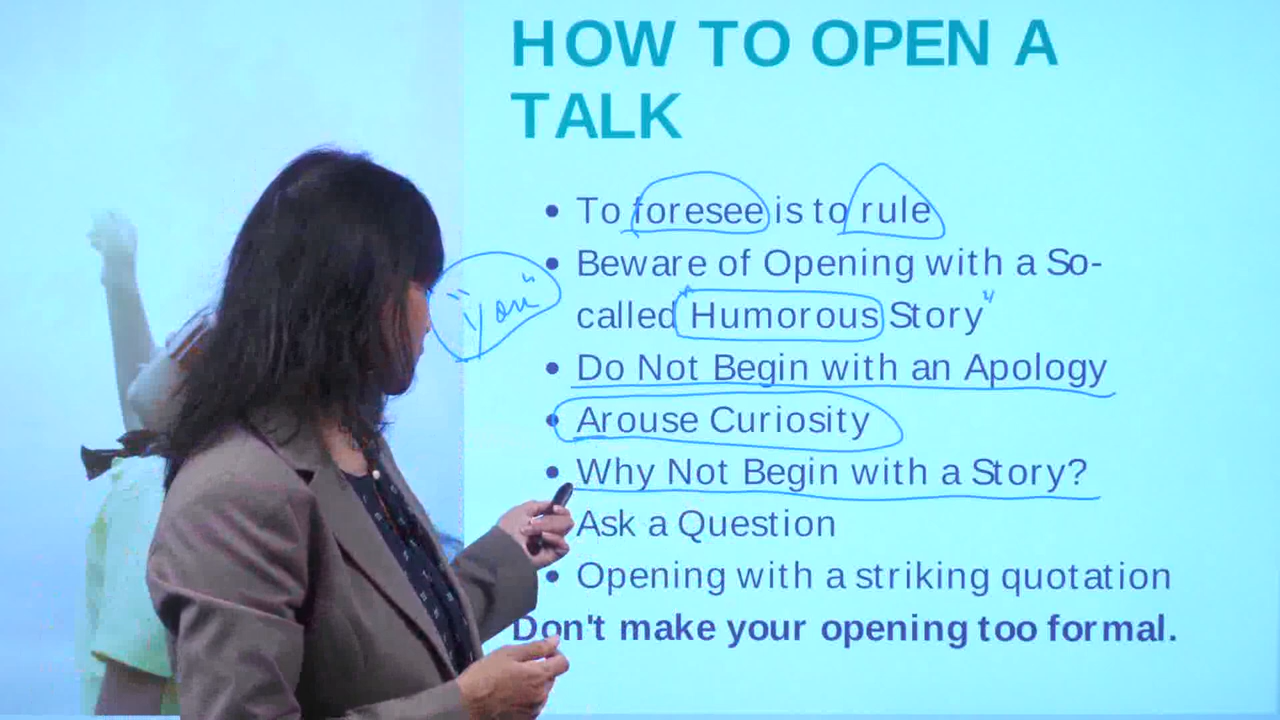 HOW TO OPEN A
TALK
• To foresee is to rule
• Beware of Opening with a So-
called "Humorous Story"
"You"
• Do Not Begin with an Apology
• Arouse Curiosity
• Why Not Begin with a Story?
Ask a Question
• Opening with a striking quotation
Don't make your opening too formal.